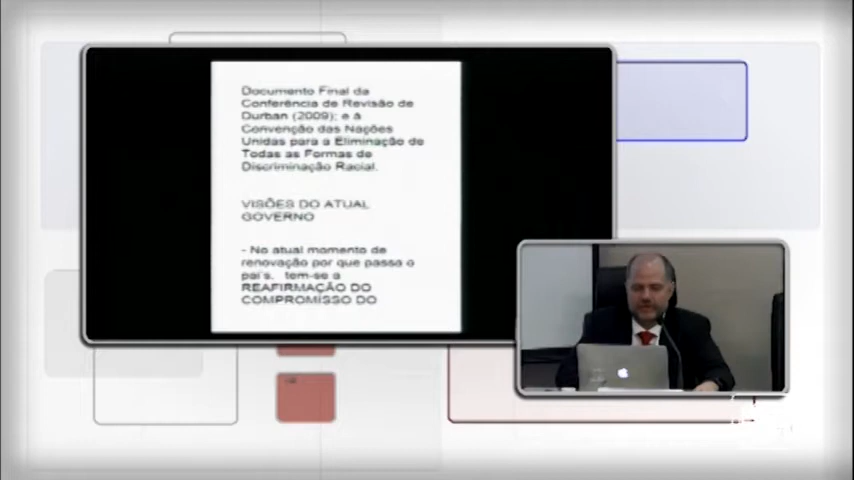 Documento Final da
Conferência de Revisão de
Durban (2009); e à
Convenção das Nações
Unidas para a Eliminação de
Todas as Formas de
Discriminação Racial.
VISÕES DO ATUAL
GOVERNO
- No atual momento de
renovação por que passa o
país, tem-se a
REAFIRMAÇÃO DO
COMPROMISSO DO